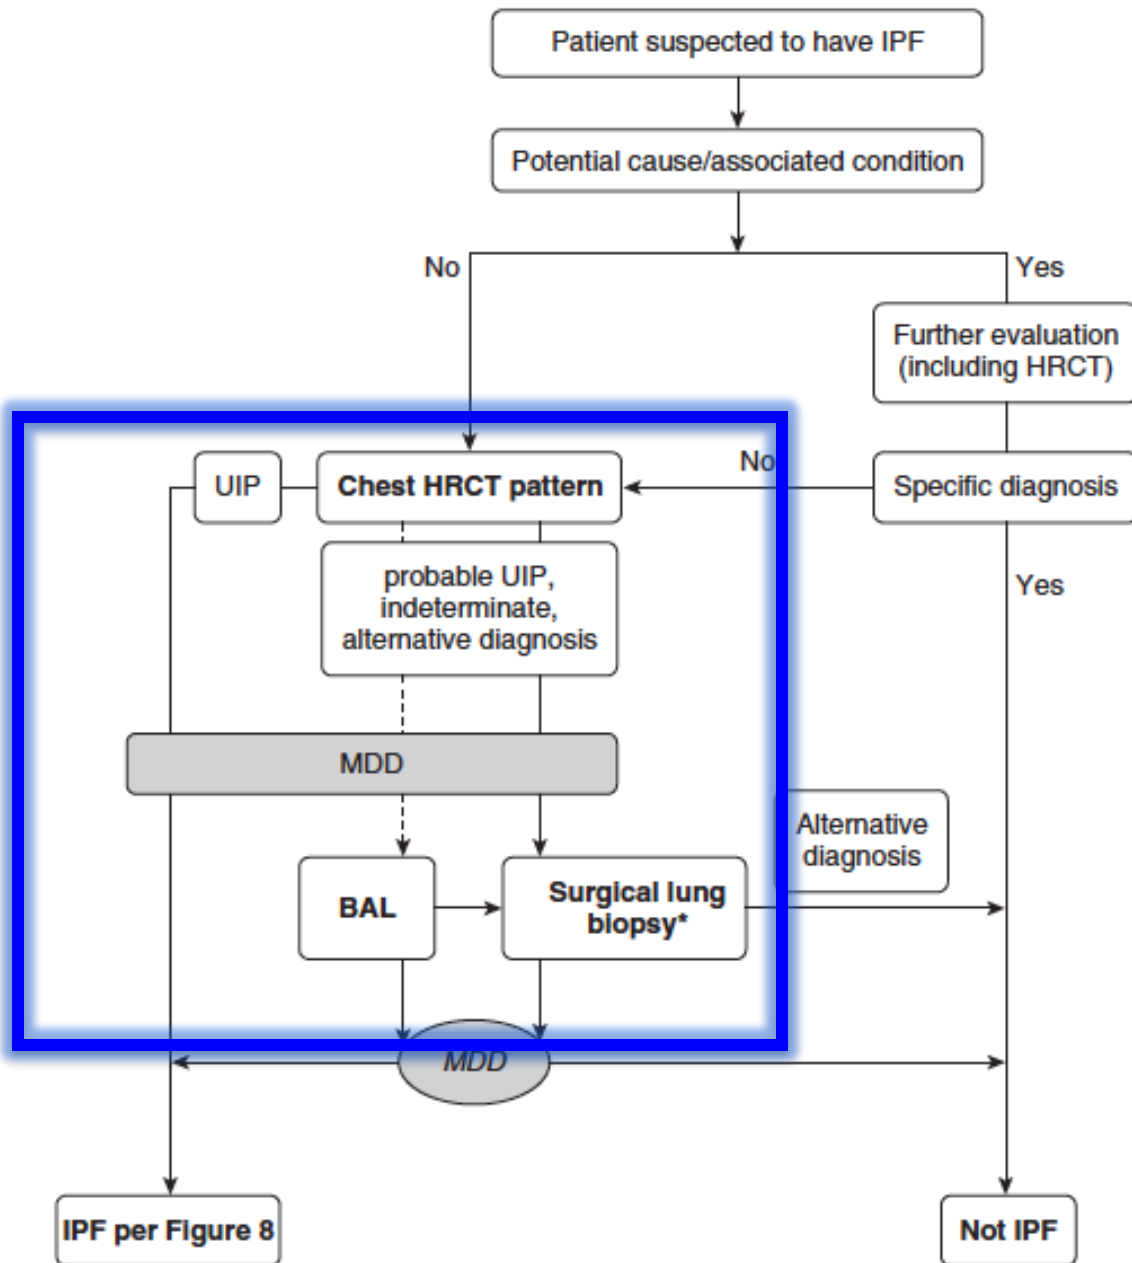 Patient suspected to have IPF
Potential cause/associated condition
No
Yes
Further evaluation
(including HRCT)
UIP
Chest HRCT pattern
No
Specific diagnosis
probable UIP,
indeterminate,
alternative diagnosis
Yes
MDD
Alternative
diagnosis
BAL
Surgical lung
biopsy*
MDD
IPF per Figure 8
Not IPF